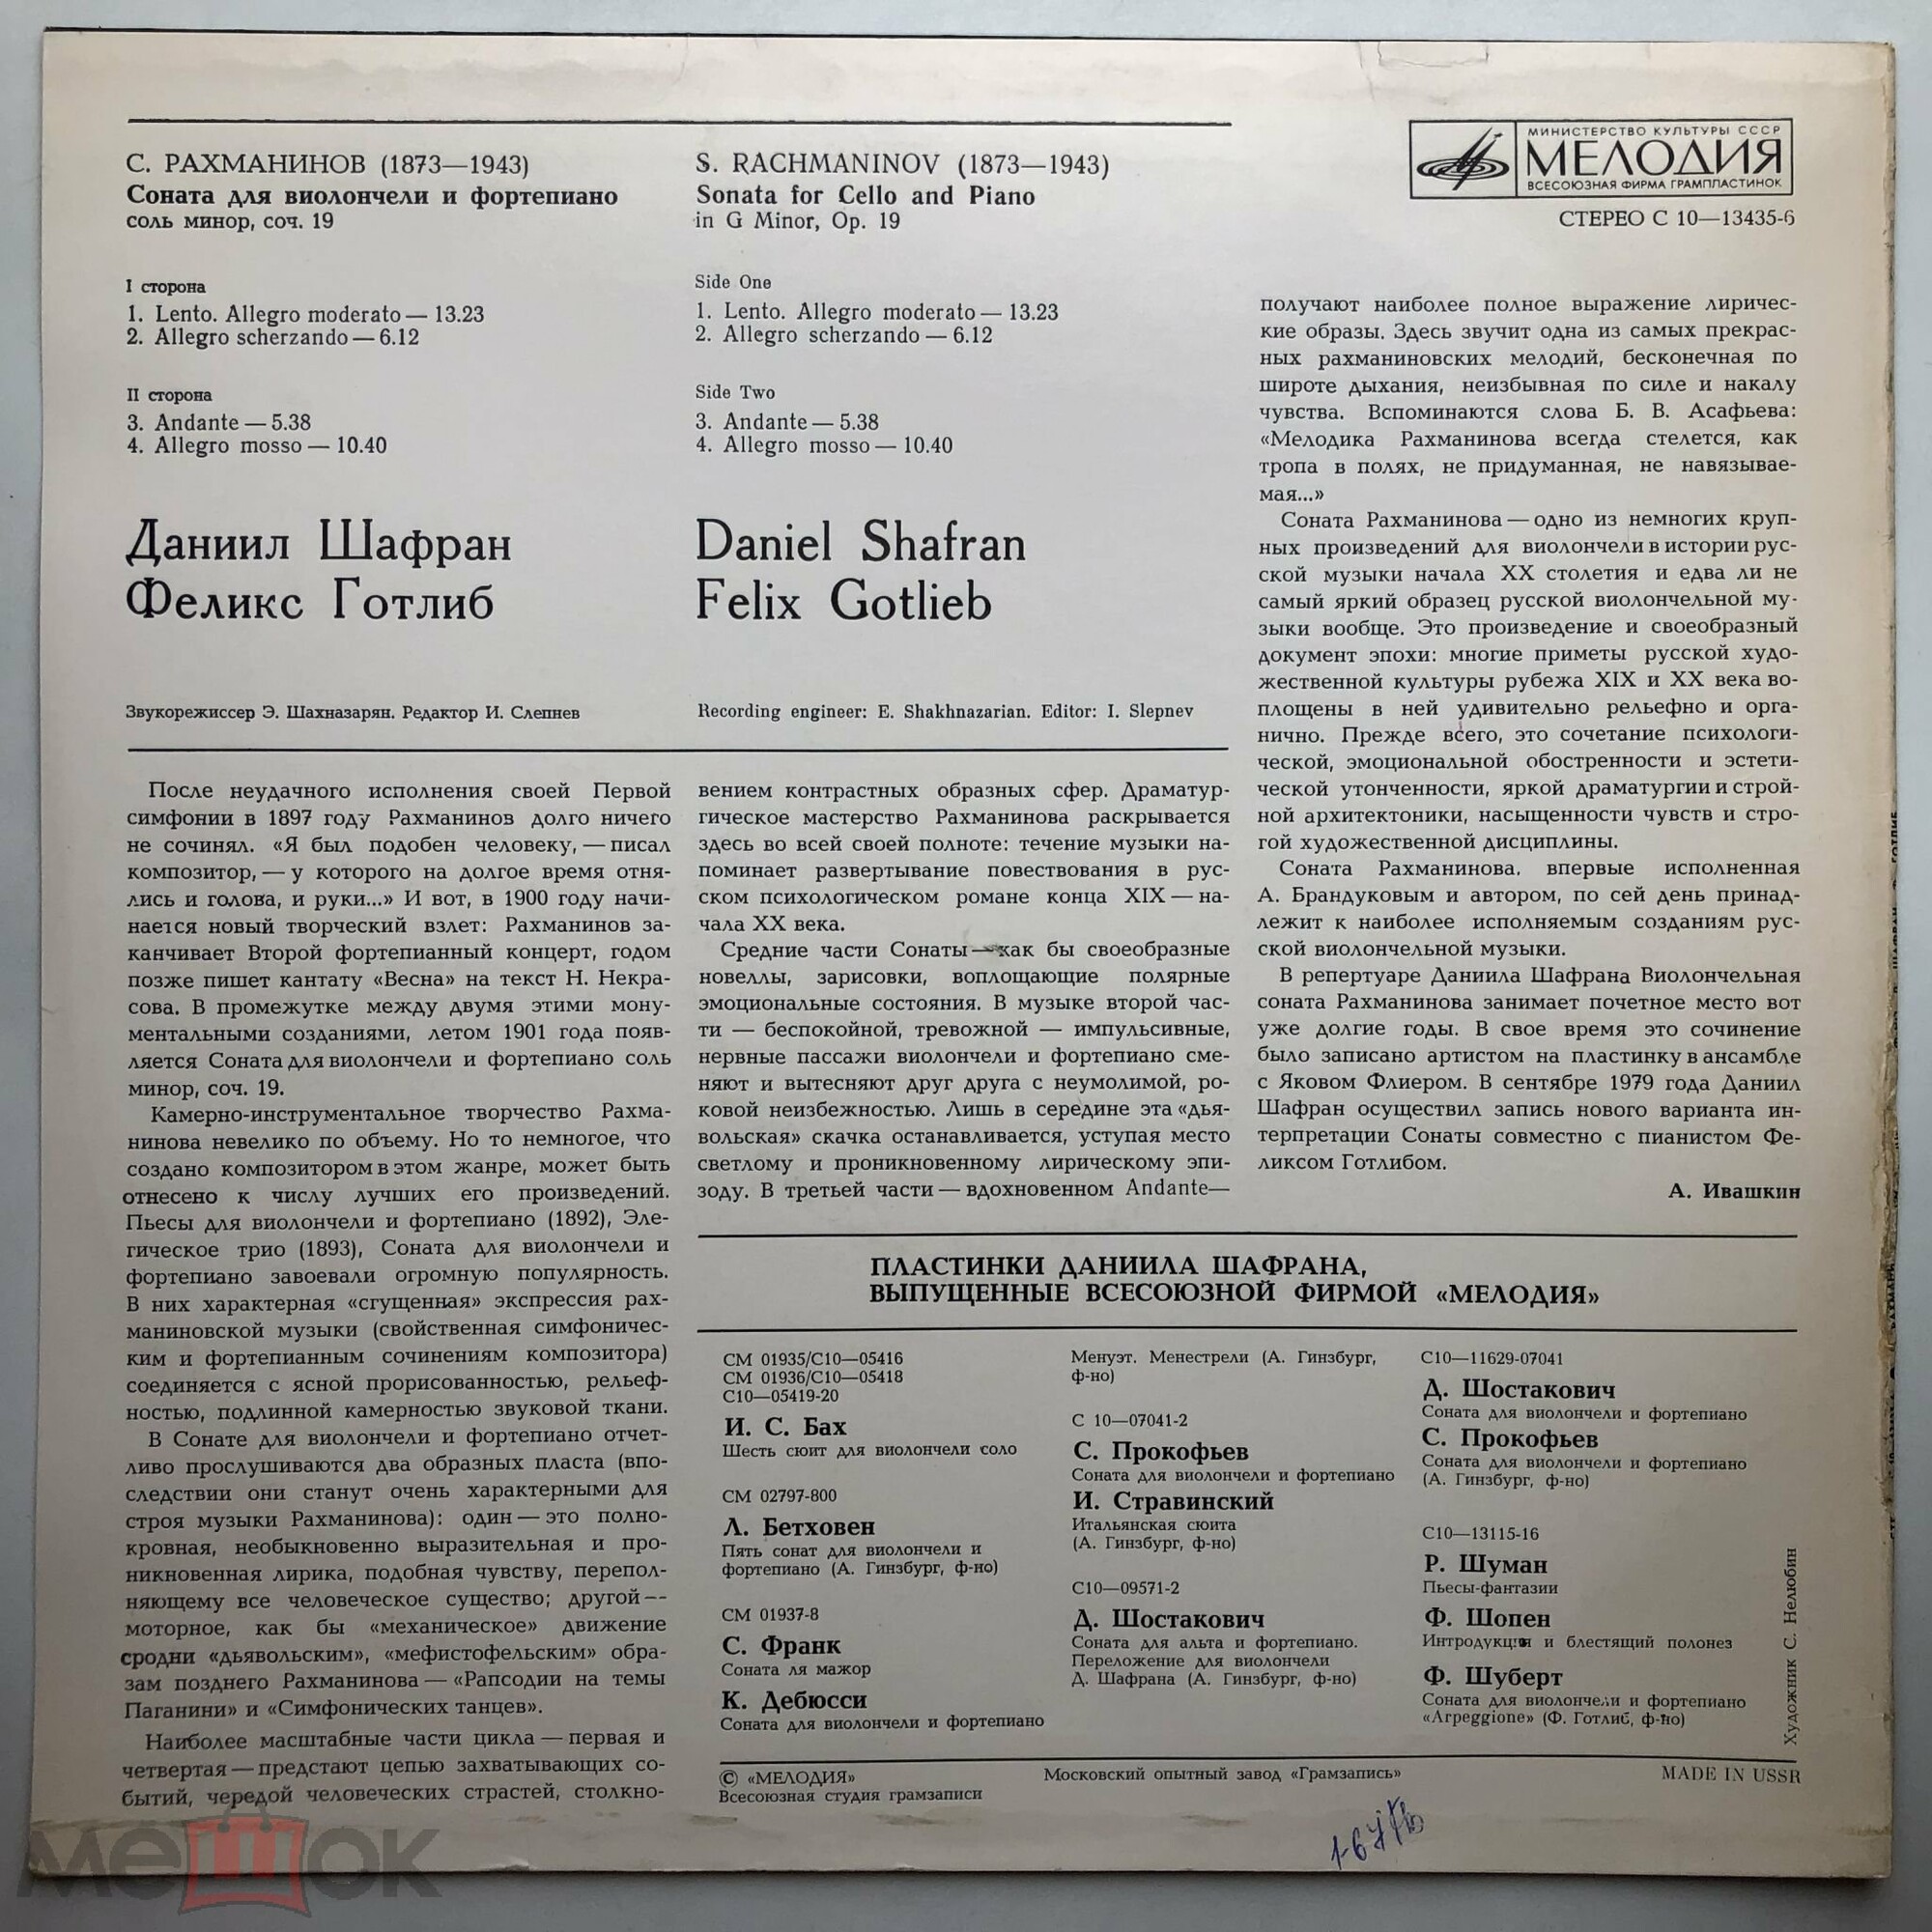 С. РАХМАНИНОВ (1873—1943)
Соната для виолончели и фортепиано
соль минор, соч. 19
I сторона
1. Lento. Allegro moderato — 13.23
2. Allegro scherzando — 6.12
II сторона
3. Andante — 5.38
4. Allegro mosso — 10.40
Даниил Шафран
Феликс Готлиб
Звукорежиссер Э. Шахназарян. Редактор И. Слепнев
S. RACHMANINOV (1873—1943)
Sonata for Cello and Piano
in G Minor, Op. 19
Side One
1. Lento. Allegro moderato — 13.23
2. Allegro scherzando — 6.12
Side Two
3. Andante — 5.38
4. Allegro mosso — 10.40
Daniel Shafran
Felix Gotlieb
Recording engineer: E. Shakhnazarian. Editor: I. Slepnev
МИНИСТЕРСТВО КУЛЬТУРЫ СССР
МЕЛОДИЯ
ВСЕСОЮЗНАЯ ФИРМА ГРАМПЛАСТИНОК
СТЕРЕО С 10—13435-6
После неудачного исполнения своей Первой
симфонии в 1897 году Рахманинов долго ничего
не сочинял. «Я был подобен человеку, — писал
композитор, — у которого на долгое время отня-
лись и голова, и руки...» И вот, в 1900 году начи-
нается новый творческий взлет: Рахманинов за-
канчивает Второй фортепианный концерт, годом
позже пишет кантату «Весна» на текст Н. Некра-
сова. В промежутке между двумя этими мону-
ментальными созданиями, летом 1901 года появ-
ляется Соната для виолончели и фортепиано соль
минор, соч. 19.
Камерно-инструментальное творчество Рахма-
нинова невелико по объему. Но то немногое, что
создано композитором в этом жанре, может быть
отнесено к числу лучших его произведений.
Пьесы для виолончели и фортепиано (1892), Эле-
гическое трио (1893), Соната для виолончели и
фортепиано завоевали огромную популярность.
В них характерная «сгущенная» экспрессия рах-
маниновской музыки (свойственная симфоничес-
ким и фортепианным сочинениям композитора)
соединяется с ясной прорисованностью, рельеф-
ностью, подлинной камерностью звуковой ткани.
В Сонате для виолончели и фортепиано отчет-
ливо прослушиваются два образных пласта (впо-
следствии они станут очень характерными для
строя музыки Рахманинова): один — это полно-
кровная, необыкновенно выразительная и про-
никновенная лирика, подобная чувству, перепол-
няющему все человеческое существо; другой —
моторное, как бы «механическое» движение
сродни «дьявольским», «мефистофельским» обра-
зам позднего Рахманинова — «Рапсодии на темы
Паганини» и «Симфонических танцев».
Наиболее масштабные части цикла — первая и
четвертая — предстают цепью захватывающих со-
бытий, чередой человеческих страстей, столкно-
вением контрастных образных сфер. Драматур-
гическое мастерство Рахманинова раскрывается
здесь во всей своей полноте: течение музыки на-
поминает развертывание повествования в рус-
ском психологическом романе конца XIX — на-
чала XX века.
Средние части Сонаты — как бы своеобразные
новеллы, зарисовки, воплощающие полярные
эмоциональные состояния. В музыке второй час-
ти — беспокойной, тревожной — импульсивные,
нервные пассажи виолончели и фортепиано сме-
няют и вытесняют друг друга с неумолимой, ро-
ковой неизбежностью. Лишь в середине эта «дья-
вольская» скачка останавливается, уступая место
светлому и проникновенному лирическому эпи-
зоду. В третьей части — вдохновенном Andante—
получают наиболее полное выражение лиричес-
кие образы. Здесь звучит одна из самых прекрас-
ных рахманиновских мелодий, бесконечная по
широте дыхания, неизбывная по силе и накалу
чувства. Вспоминаются слова Б. В. Асафьева:
«Мелодика Рахманинова всегда стелется, как
тропа в полях, не придуманная, не навязывае-
мая...»
Соната Рахманинова — одно из немногих круп-
ных произведений для виолончели в истории рус-
ской музыки начала XX столетия и едва ли не
самый яркий образец русской виолончельной му-
зыки вообще. Это произведение и своеобразный
документ эпохи: многие приметы русской худо-
жественной культуры рубежа XIX и XX века во-
площены в ней удивительно рельефно и орга-
нично. Прежде всего, это сочетание психологи-
ческой, эмоциональной обостренности и эстети-
ческой утонченности, яркой драматургии и строй-
ной архитектоники, насыщенности чувств и стро-
гой художественной дисциплины.
Соната Рахманинова, впервые исполненная
А. Брандуковым и автором, по сей день принад-
лежит к наиболее исполняемым созданиям рус-
ской виолончельной музыки.
В репертуаре Даниила Шафрана Виолончельная
соната Рахманинова занимает почетное место вот
уже долгие годы. В свое время это сочинение
было записано артистом на пластинку в ансамбле
с Яковом Флиером. В сентябре 1979 года Даниил
Шафран осуществил запись нового варианта ин-
терпретации Сонаты совместно с пианистом Фе-
ликсом Готлибом.
А. Ивашкин
ПЛАСТИНКИ ДАНИИЛА ШАФРАНА,
ВЫПУЩЕННЫЕ ВСЕСОЮЗНОЙ ФИРМОЙ «МЕЛОДИЯ»
СМ 01935/С10—05416
СМ 01936/С10—05418
С10—05419-20
И. С. Бах
Шесть сюит для виолончели соло
СМ 02797-800
Л. Бетховен
Пять сонат для виолончели и
фортепиано (А. Гинзбург, ф-но)
СМ 01937-8
С. Франк
Соната ля мажор
К. Дебюсси
Соната для виолончели и фортепиано
Менуэт. Менестрели (А. Гинзбург,
ф-но)
С 10—07041-2
С. Прокофьев
Соната для виолончели и фортепиано
И. Стравинский
Итальянская сюита
(А. Гинзбург, ф-но)
С10—09571-2
Д. Шостакович
Соната для альта и фортепиано.
Переложение для виолончели
Д. Шафрана (А. Гинзбург, ф-но)
С10—11629-07041
Д. Шостакович
Соната для виолончели и фортепиано
С. Прокофьев
Соната для виолончели и фортепиано
(А. Гинзбург, ф-но)
С10—13115-16
Р. Шуман
Пьесы-фантазии
Ф. Шопен
Интродукция и блестящий полонез
Ф. Шуберт
Соната для виолончели и фортепиано
«Arpeggione» (Ф. Готлиб, ф-но)
Художник С. Нелюбин
© «МЕЛОДИЯ»
Всесоюзная студия грамзаписи
Московский опытный завод «Грамзапись»
MADE IN USSR
мешок